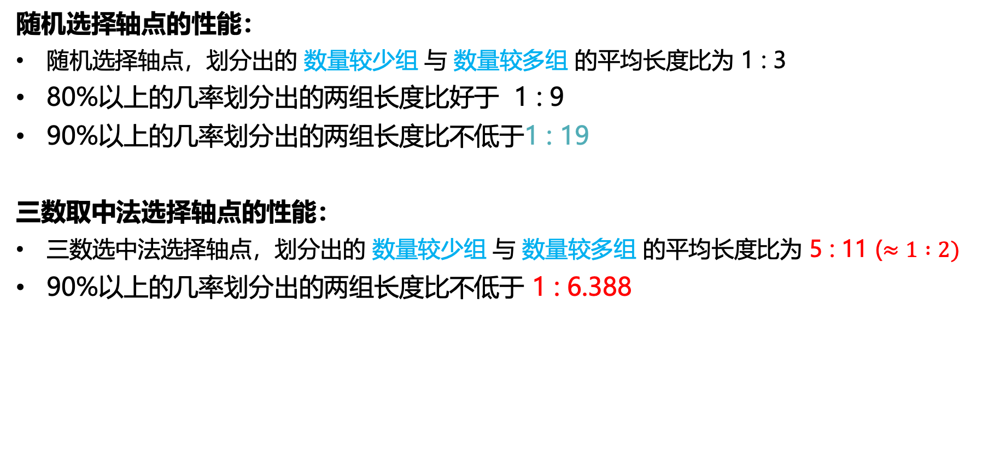 随机选择轴点的性能：
• 随机选择轴点，划分出的 数量较少组 与 数量较多组 的平均长度比为 1 : 3
• 80%以上的几率划分出的两组长度比好于 1 : 9
• 90%以上的几率划分出的两组长度比不低于1 : 19
三数取中法选择轴点的性能：
• 三数选中法选择轴点，划分出的 数量较少组 与 数量较多组 的平均长度比为 5 : 11 (≈ 1 : 2)
• 90%以上的几率划分出的两组长度比不低于 1 : 6.388